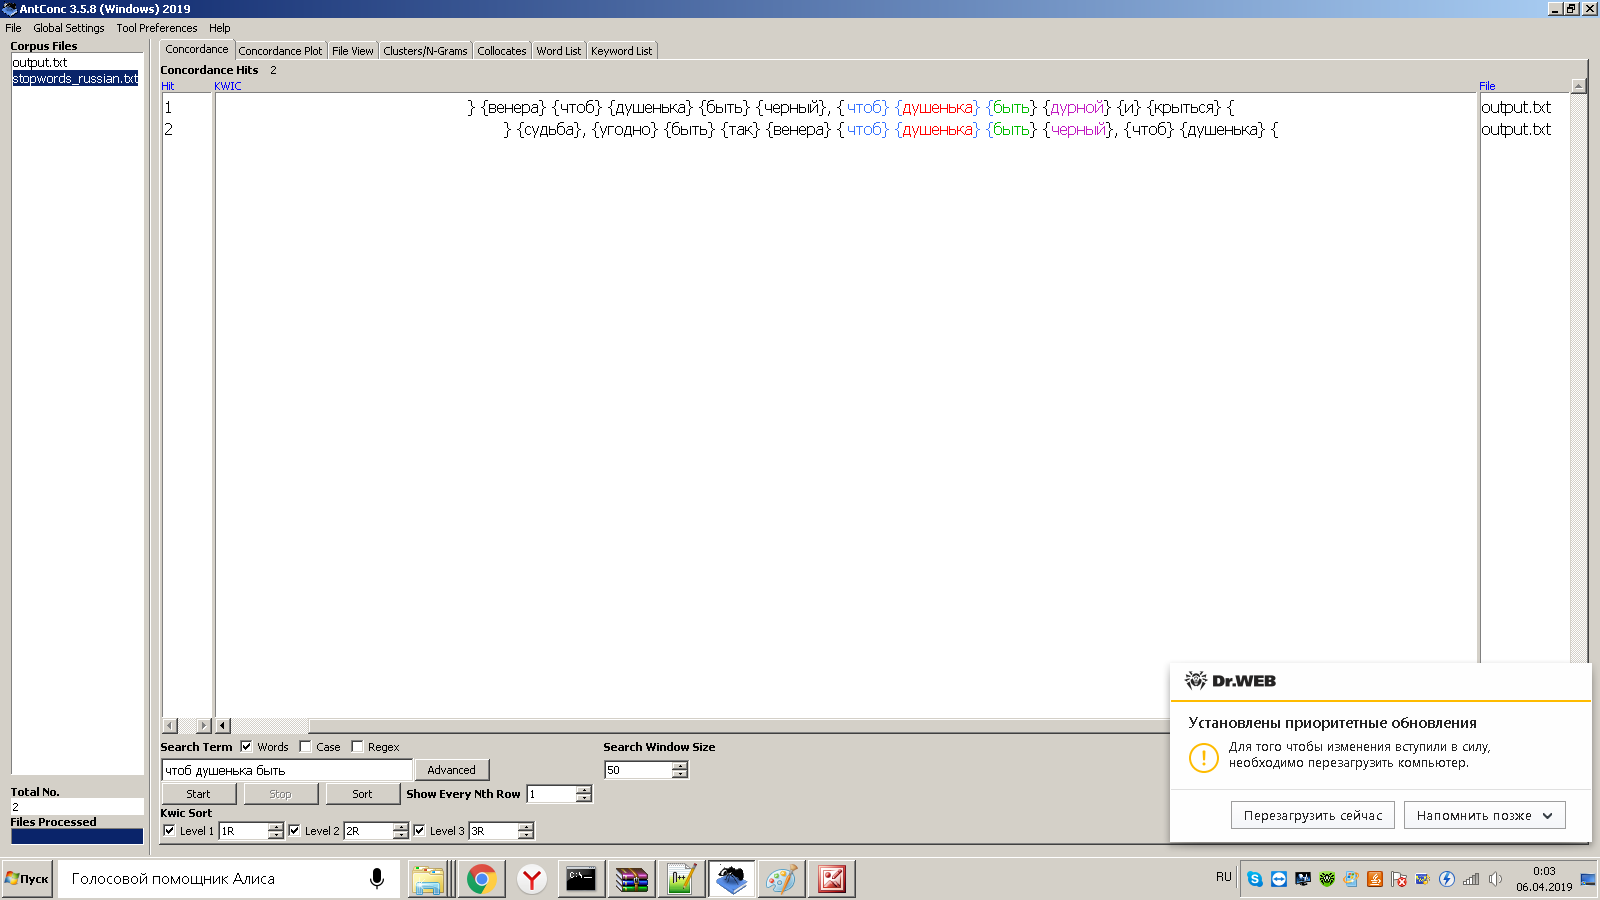 AntConc 3.5.8 (Windows) 2019
File Global Settings Tool Preferences Help
Corpus Files
output.txt
stopwords_russian.txt
Total No.
2
Files Processed
Concordance Concordance Plot File View Clusters/N-Grams Collocates Word List Keyword List
Concordance Hits 2
Hit KWIC File
1 } {венера} {чтоб} {душенька} {быть} {черный}, {чтоб} {душенька} {быть} {дурной} {и} {крыться} { output.txt
2 } {судьба}, {угодно} {быть} {так} {венера} {чтоб} {душенька} {быть} {черный}, {чтоб} {душенька} { output.txt
Search Term Words Case Regex Search Window Size
чтоб душенька быть Advanced 50
Start Stop Sort Show Every Nth Row 1
Kwic Sort
Level 1 1R Level 2 2R Level 3 3R
Dr.WEB
Установлены приоритетные обновления
Для того чтобы изменения вступили в силу,
необходимо перезагрузить компьютер.
Перезагрузить сейчас Напомнить позже
Пуск Голосовой помощник Алиса RU 0:03
06.04.2019